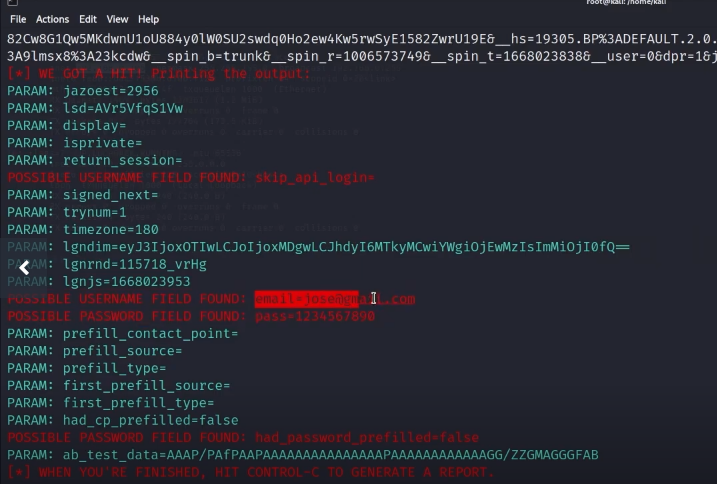 root@kali: /home/kali
File Actions Edit View Help
82Cw8G1Qw5MKdwnU1oU884y0lW0SU2swdq0Ho2ew4Kw5rwSyE1582ZwrU19E&__hs=19305.BP%3ADEFAULT.2.0.
3A9lmsx8%3A23kcdw&__spin_b=trunk&__spin_r=1006573749&__spin_t=1668023838&__user=0&dpr=1&j
[*] WE GOT A HIT! Printing the output:
PARAM: jazoest=2956
PARAM: lsd=AVr5VfqS1Vw
PARAM: display=
PARAM: isprivate=
PARAM: return_session=
POSSIBLE USERNAME FIELD FOUND: skip_api_login=
PARAM: signed_next=
PARAM: trynum=1
PARAM: timezone=180
PARAM: lgndim=eyJ3IjoxOTIwLCJoIjoxMDgwLCJhdyI6MTkyMCwiYWgiOjEwMzIsImMiOjI0fQ==
PARAM: lgnrnd=115718_vrHg
PARAM: lgnjs=1668023953
POSSIBLE USERNAME FIELD FOUND: email=jose@gmail.com
POSSIBLE PASSWORD FIELD FOUND: pass=1234567890
PARAM: prefill_contact_point=
PARAM: prefill_source=
PARAM: prefill_type=
PARAM: first_prefill_source=
PARAM: first_prefill_type=
PARAM: had_cp_prefilled=false
POSSIBLE PASSWORD FIELD FOUND: had_password_prefilled=false
PARAM: ab_test_data=AAAP/PAfPAAPAAAAAAAAAAAAAAAPAAAAAAAAAAAAGG/ZZGMAGGGFAB
[*] WHEN YOU'RE FINISHED, HIT CONTROL-C TO GENERATE A REPORT.